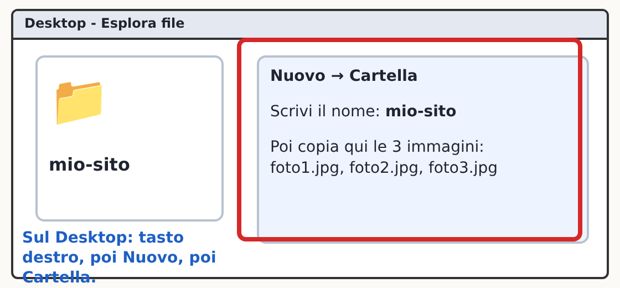 Desktop - Esplora file
mio-sito
Sul Desktop: tasto
destro, poi Nuovo, poi
Cartella.
Nuovo → Cartella
Scrivi il nome: mio-sito
Poi copia qui le 3 immagini:
foto1.jpg, foto2.jpg, foto3.jpg